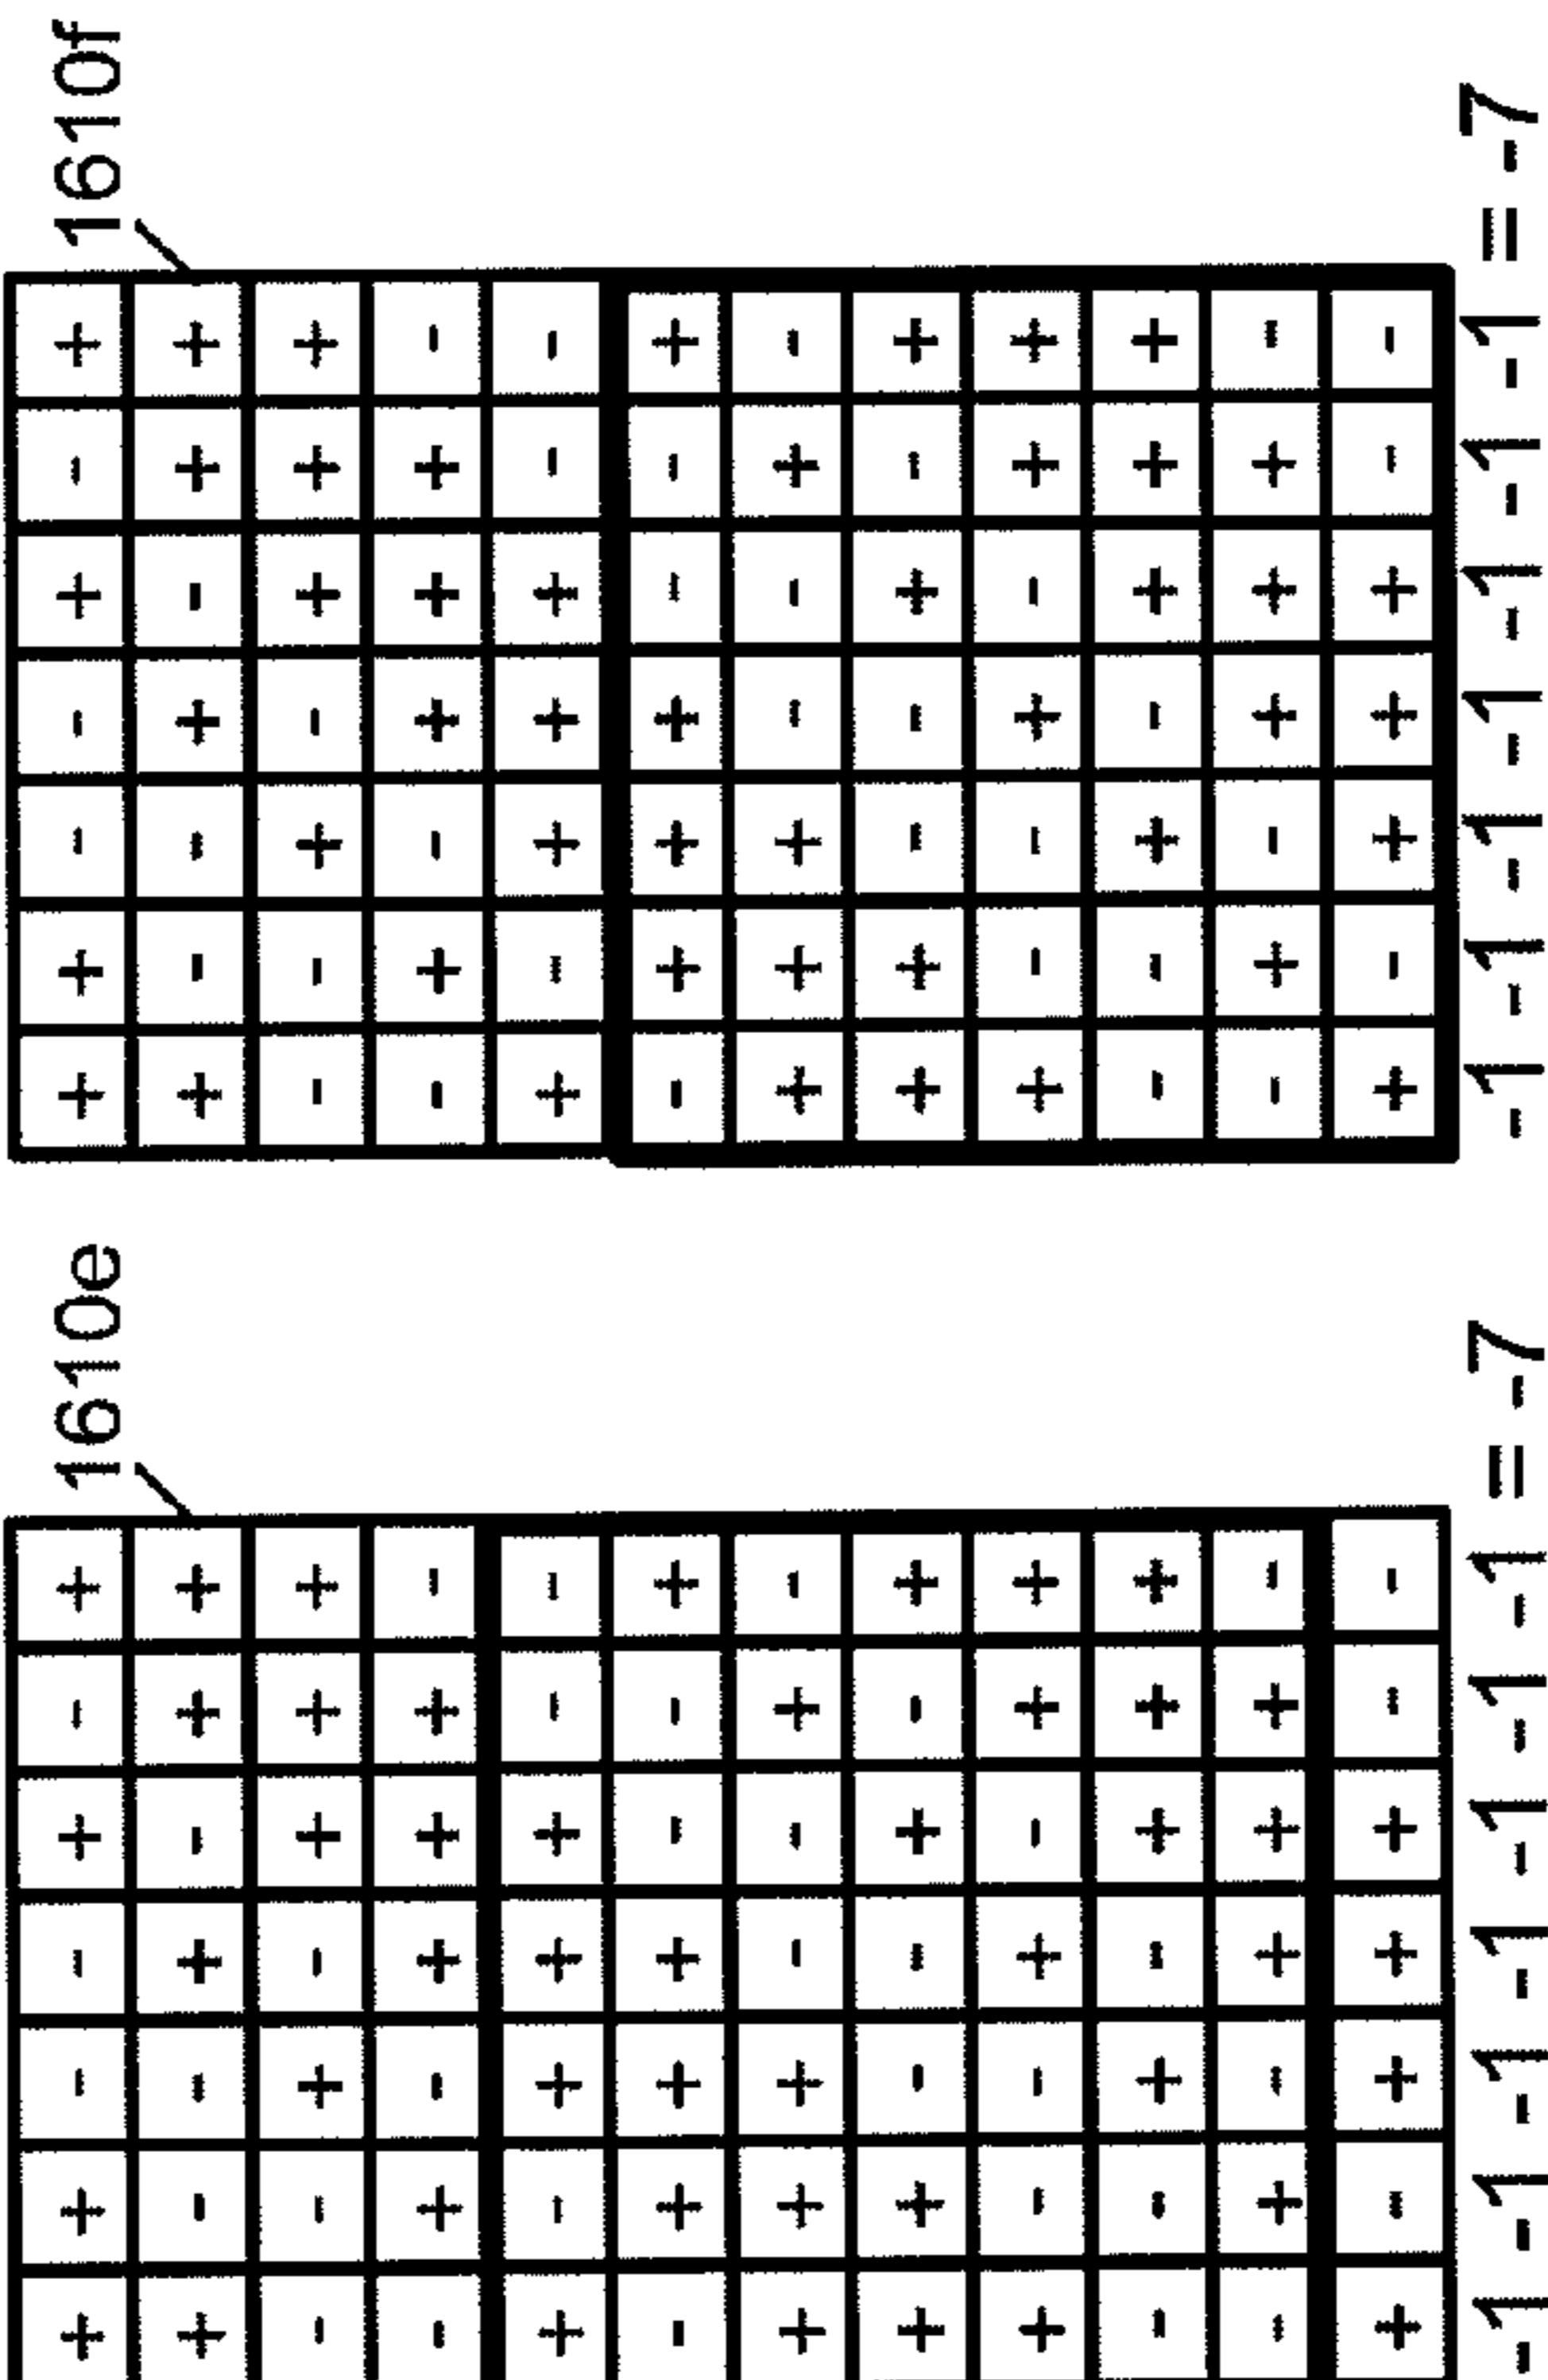 1610e
+ + - - + - +
+ - - + - + +
- - + - + + +
- + - + + + -
+ - + + + - -
- + + + - - +
+ + + - - + -
+ + - - + - +
+ - - + - + +
- - + - + + +
- + - + + + -
+ - + + + - -
-1 -1 -1 -1 -1 -1 -1 = -7
1610f
+ + - - + - +
+ - - + - + +
- - + - + + +
- + - + + + -
+ - + + + - -
- + + + - - +
+ + + - - + -
+ + - - + - +
+ - - + - + +
- - + - + + +
- + - + + + -
+ - + + + - -
-1 -1 -1 -1 -1 -1 -1 = -7